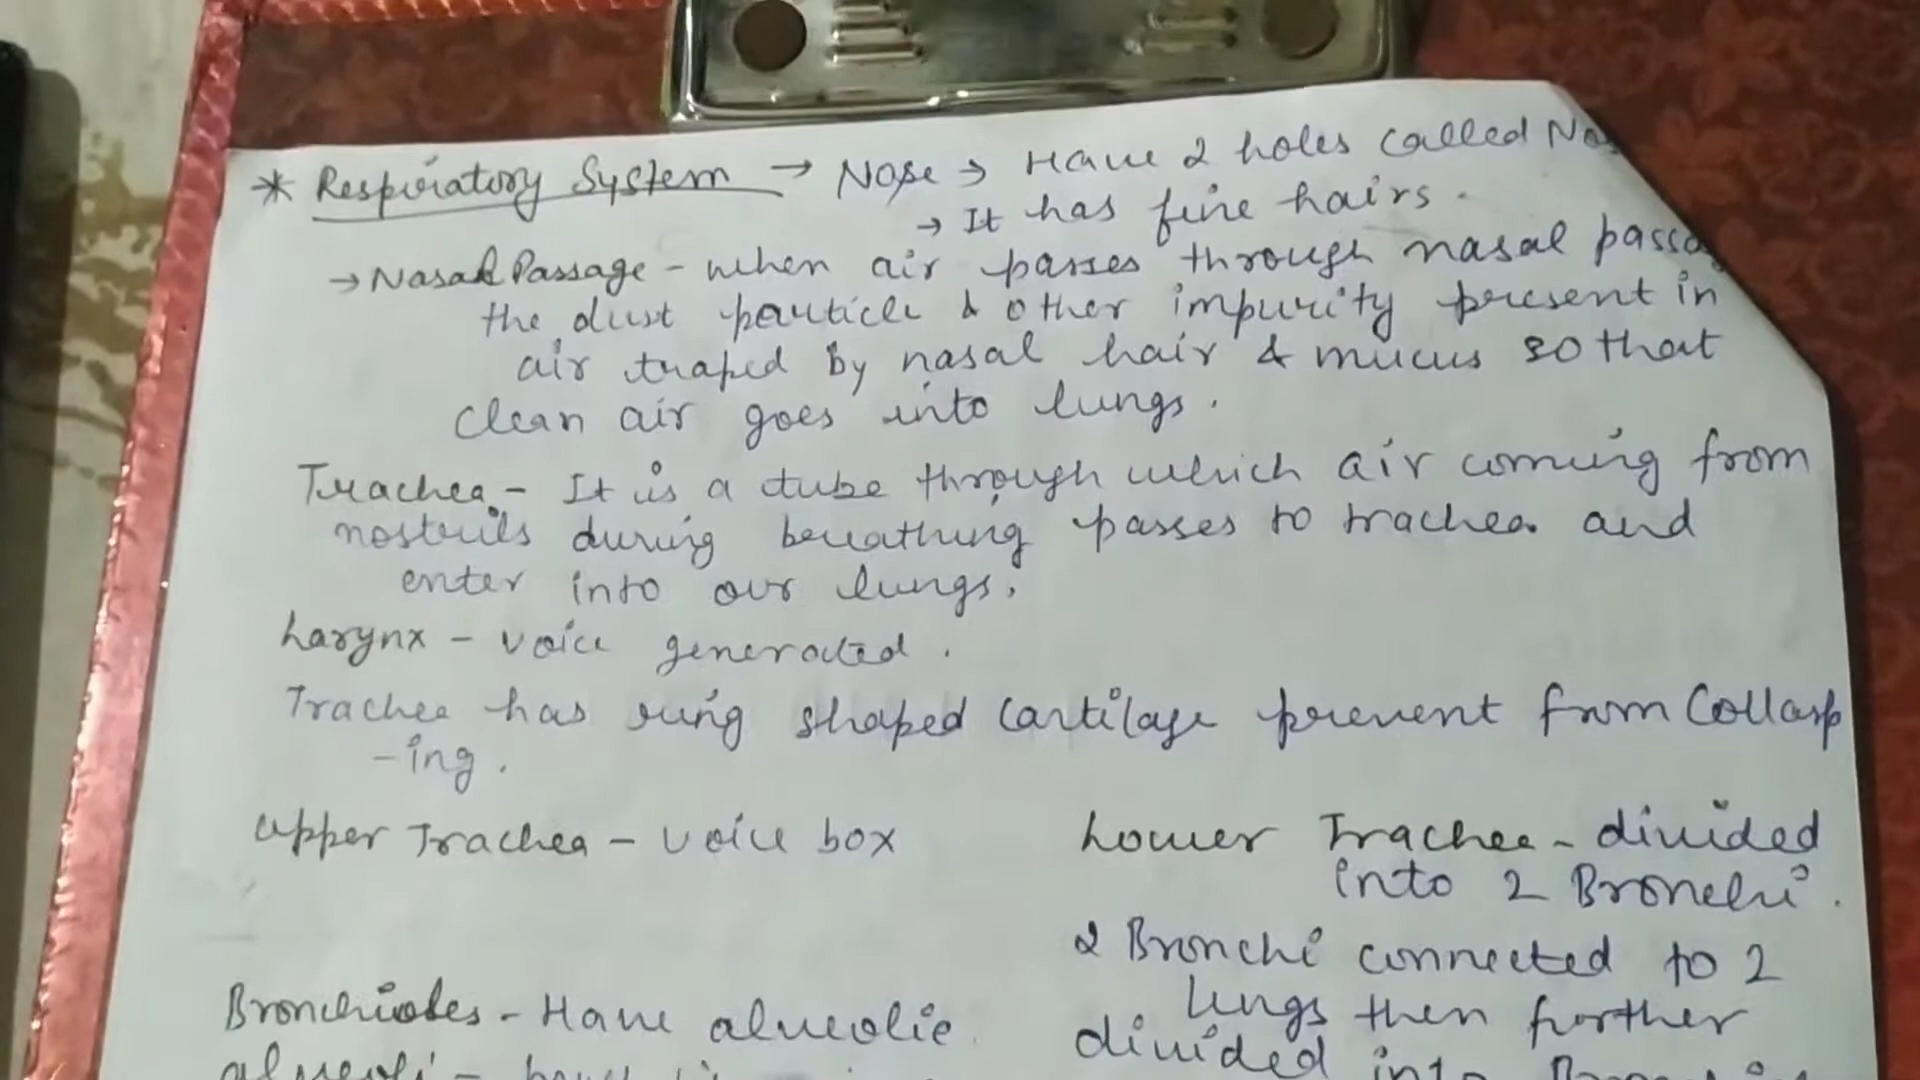 * Respiratory System → Nose → Have 2 holes called
→ It has fine hairs.
→ Nasal Passage - when air passes through nasal
the dust particle & other impurity present in
air traped by nasal hair & mucus so that
clean air goes into lungs.
Trachea - It is a tube through which air coming from
nostrils during breathing passes to trachea and
enter into our lungs.
Larynx - voice generated.
Trachea has ring shaped cartilage prevent from Collasp
-ing.
Upper Trachea - voice box
Lower Trachea - divided
into 2 Bronchi.
2 Bronchi connected to 2
lungs then further
divided into
Bronchioles - Have alveolie
alveoli -